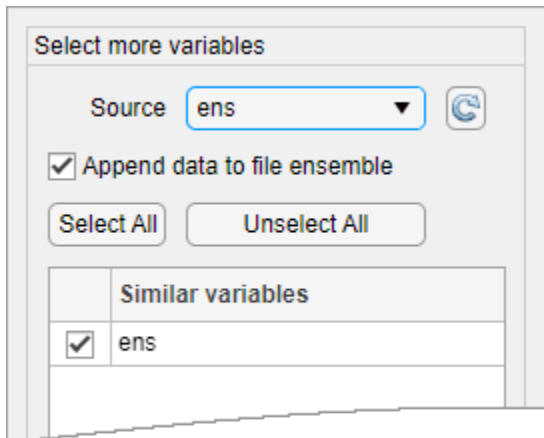 Select more variables
Source ens
Append data to file ensemble
Select All Unselect All
Similar variables
ens